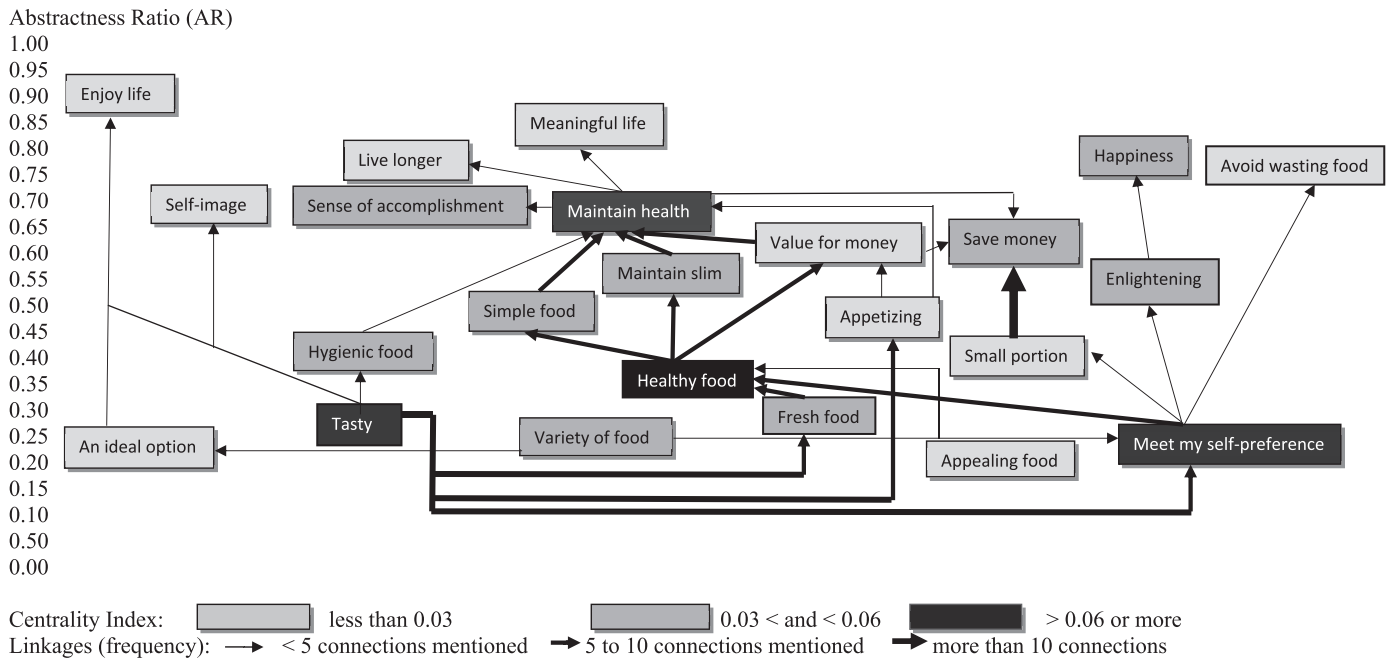 Abstractness Ratio (AR)
1.00
0.95
0.90
0.85
0.80
0.75
0.70
0.65
0.60
0.55
0.50
0.45
0.40
0.35
0.30
0.25
0.20
0.15
0.10
0.05
0.00
Enjoy life
Meaningful life
Live longer
Happiness
Avoid wasting food
Self-image
Sense of accomplishment
Maintain health
Value for money
Save money
Maintain slim
Enlightening
Simple food
Appetizing
Hygienic food
Small portion
Healthy food
Tasty
Fresh food
An ideal option
Variety of food
Appealing food
Meet my self-preference
Centrality Index: less than 0.03 0.03 < and < 0.06 > 0.06 or more
Linkages (frequency): < 5 connections mentioned 5 to 10 connections mentioned more than 10 connections